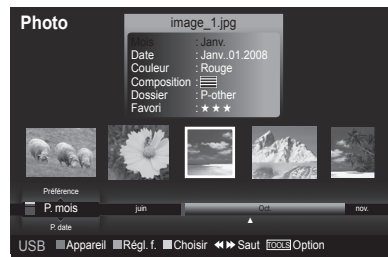 Photo
image_1.jpg
Mois : Janv.
Date : Janv..01.2008
Couleur : Rouge
Composition :
Dossier : P-other
Favori : ★ ★ ★
Préférence
P. mois juin Oct. nov.
P. date
USB Appareil Régl. f. Choisir Saut TOOLS Option